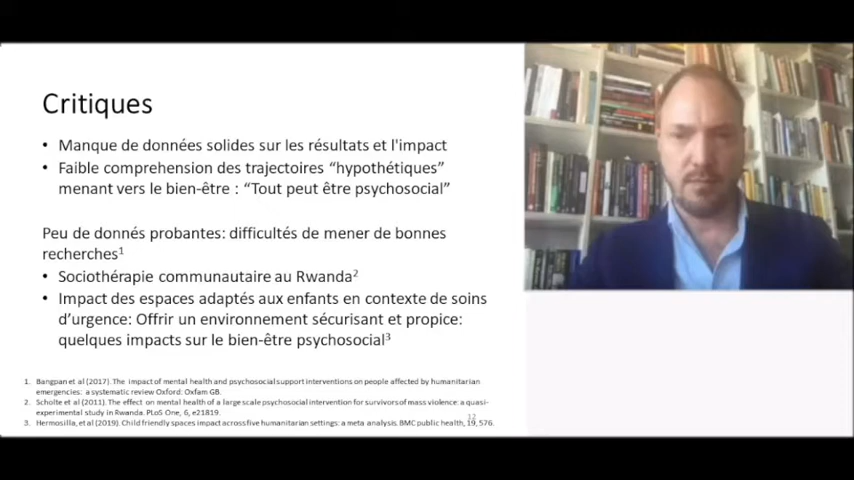 Critiques
• Manque de données solides sur les résultats et l'impact
• Faible comprehension des trajectoires “hypothétiques”
menant vers le bien-être : “Tout peut être psychosocial”
Peu de donnés probantes: difficultés de mener de bonnes
recherches1
• Sociothérapie communautaire au Rwanda2
• Impact des espaces adaptés aux enfants en contexte de soins
d'urgence: Offrir un environnement sécurisant et propice:
quelques impacts sur le bien-être psychosocial3
1. Bangpan et al (2017). The impact of mental health and psychosocial support interventions on people affected by humanitarian
emergencies: a systematic review Oxford: Oxfam GB.
2. Scholte et al (2011). The effect on mental health of a large scale psychosocial intervention for survivors of mass violence: a quasi-
experimental study in Rwanda. PLoS One, 6, e21819.
12
3. Hermosilla, et al (2019). Child friendly spaces impact across five humanitarian settings: a meta analysis. BMC public health, 19, 576.